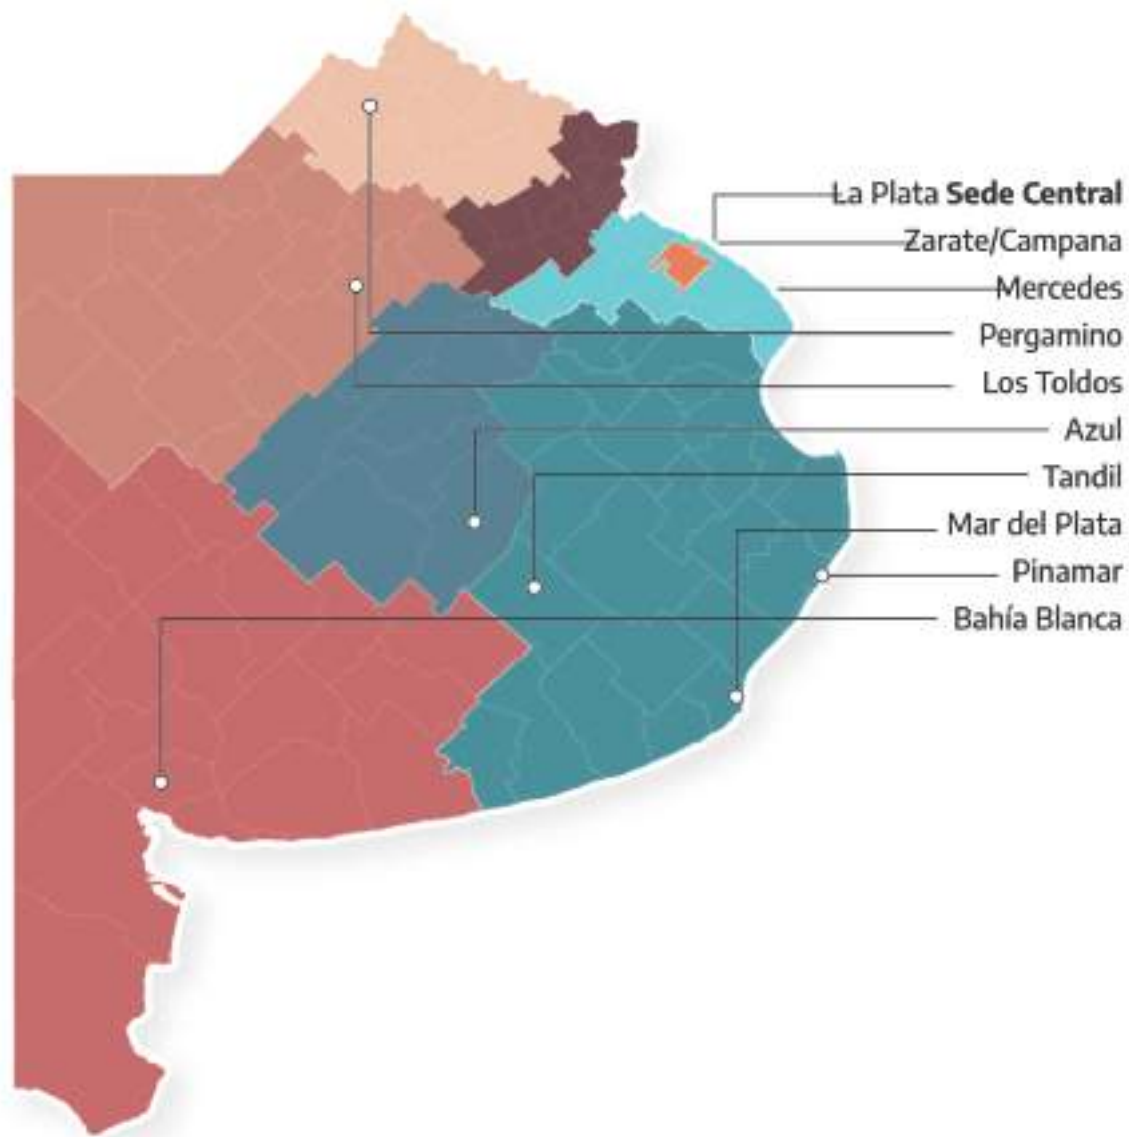 La Plata Sede Central
Zarate/Campana
Mercedes
Pergamino
Los Toldos
Azul
Tandil
Mar del Plata
Pinamar
Bahía Blanca